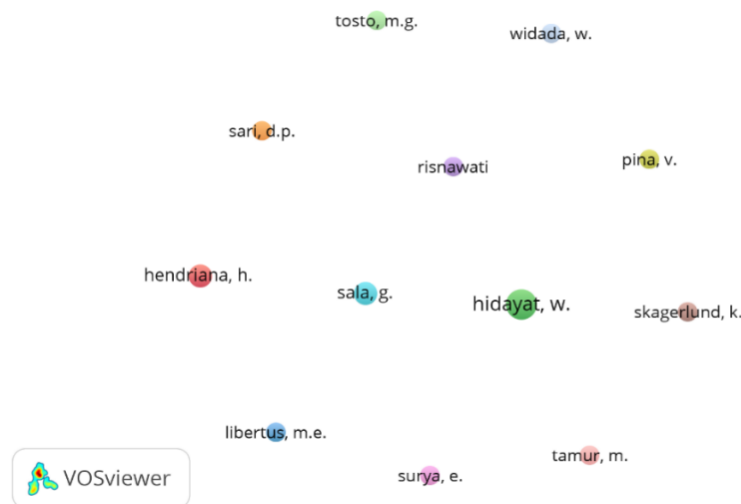 tosto, m.g.
widada, w.
sari, d.p.
risnawati
pina, v.
hendriana, h.
sala, g.
hidayat, w.
skagerlund, k.
libertus, m.e.
surya, e.
tamur, m.
VOSviewer